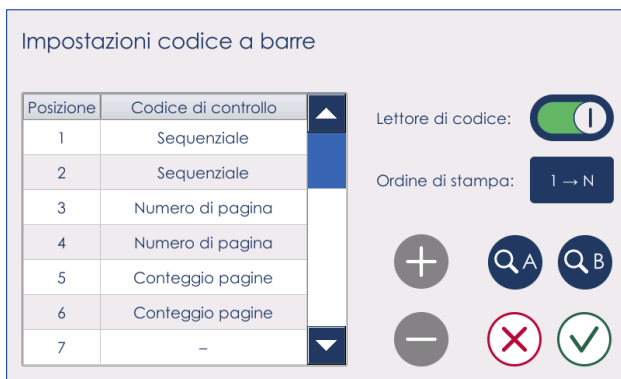 Impostazioni codice a barre
Posizione Codice di controllo
1 Sequenziale
2 Sequenziale
3 Numero di pagina
4 Numero di pagina
5 Conteggio pagine
6 Conteggio pagine
7 –
Lettore di codice:
Ordine di stampa: 1 → N
A B